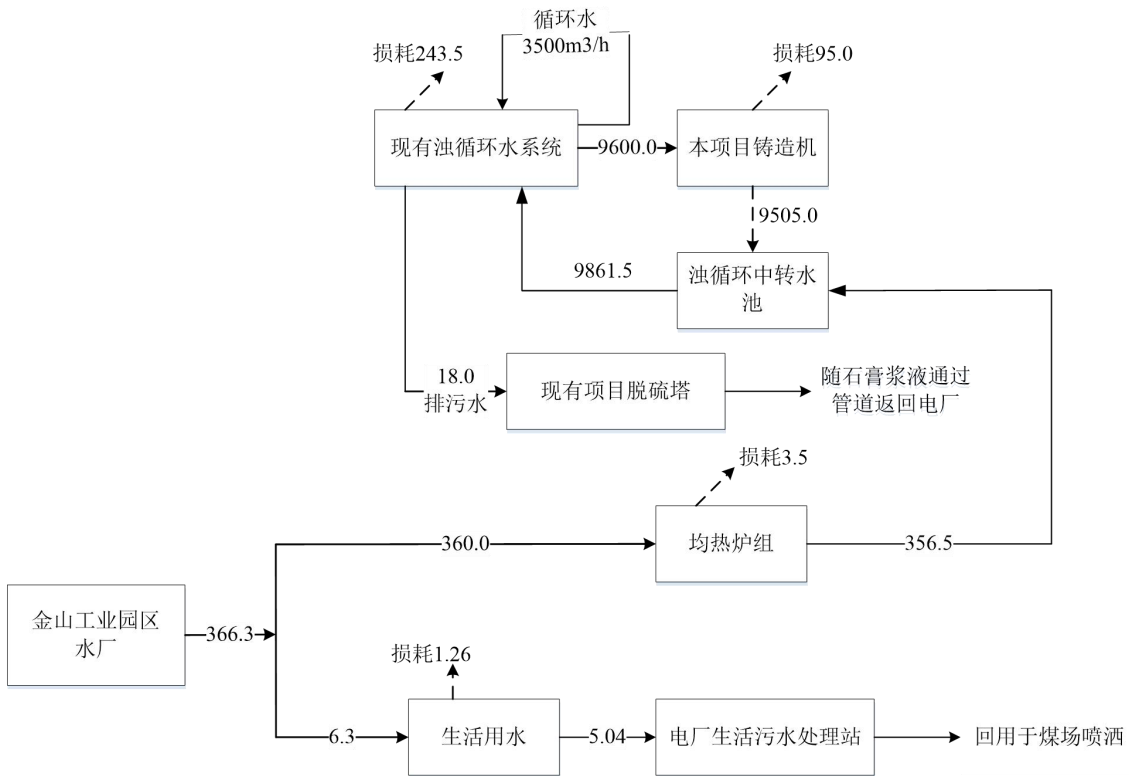 循环水
3500m3/h
损耗243.5
损耗95.0
现有浊循环水系统
9600.0
本项目铸造机
9505.0
9861.5
浊循环中转水
池
18.0
排污水
现有项目脱硫塔
随石膏浆液通过
管道返回电厂
损耗3.5
360.0
均热炉组
356.5
金山工业园区
水厂
366.3
损耗1.26
6.3
生活用水
5.04
电厂生活污水处理站
回用于煤场喷洒